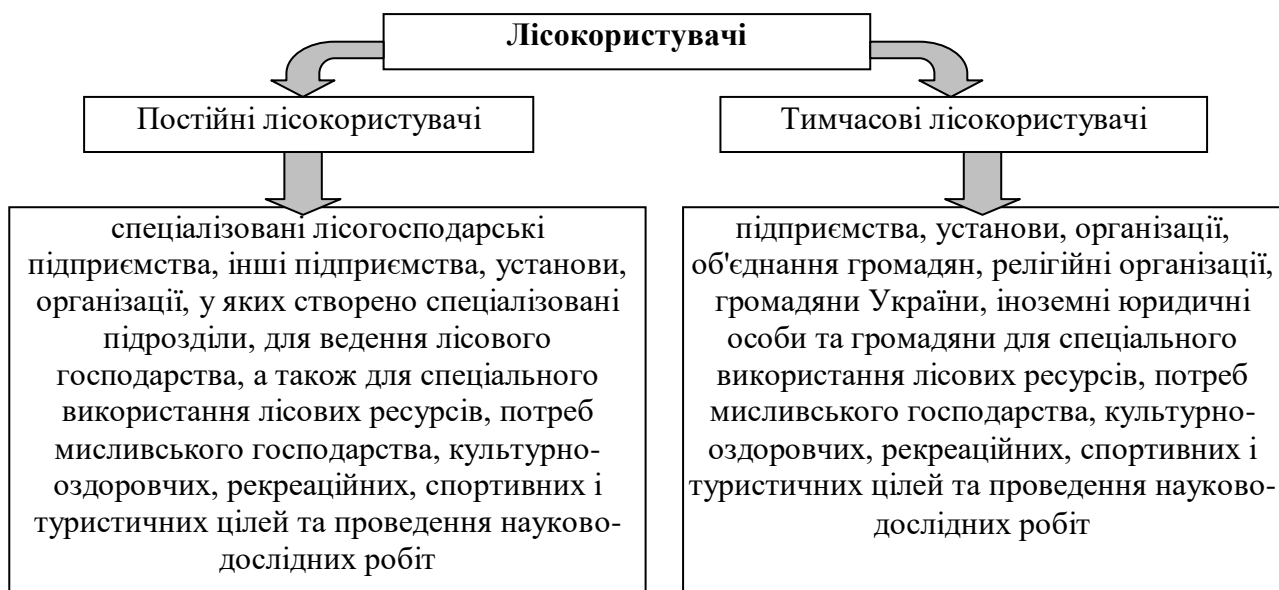 Лісокористувачі
Постійні лісокористувачі
Тимчасові лісокористувачі
спеціалізовані лісогосподарські
підприємства, інші підприємства, установи,
організації, у яких створено спеціалізовані
підрозділи, для ведення лісового
господарства, а також для спеціального
використання лісових ресурсів, потреб
мисливського господарства, культурно-
оздоровчих, рекреаційних, спортивних і
туристичних цілей та проведення науково-
дослідних робіт
підприємства, установи, організації,
об'єднання громадян, релігійні організації,
громадяни України, іноземні юридичні
особи та громадяни для спеціального
використання лісових ресурсів, потреб
мисливського господарства, культурно-
оздоровчих, рекреаційних, спортивних і
туристичних цілей та проведення науково-
дослідних робіт